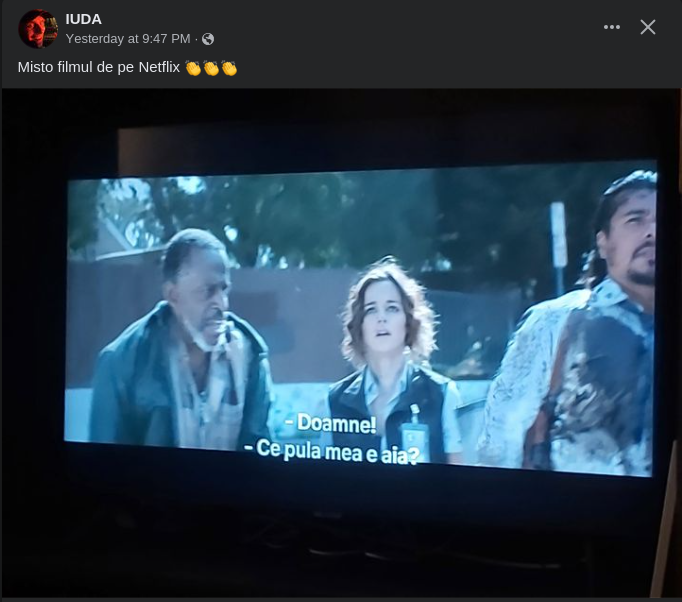 IUDA
Yesterday at 9:47 PM ·
Misto filmul de pe Netflix 👏👏👏
- Doamne!
- Ce pula mea e aia?